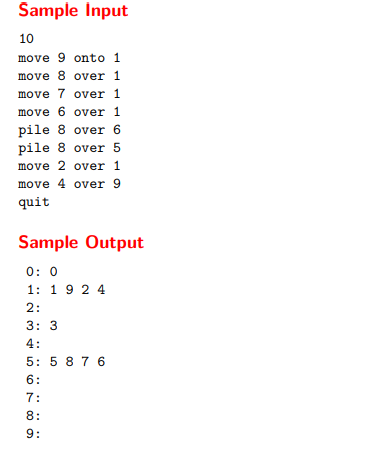 Sample Input
10
move 9 onto 1
move 8 over 1
move 7 over 1
move 6 over 1
pile 8 over 6
pile 8 over 5
move 2 over 1
move 4 over 9
quit
Sample Output
0: 0
1: 1 9 2 4
2:
3: 3
4:
5: 5 8 7 6
6:
7:
8:
9: